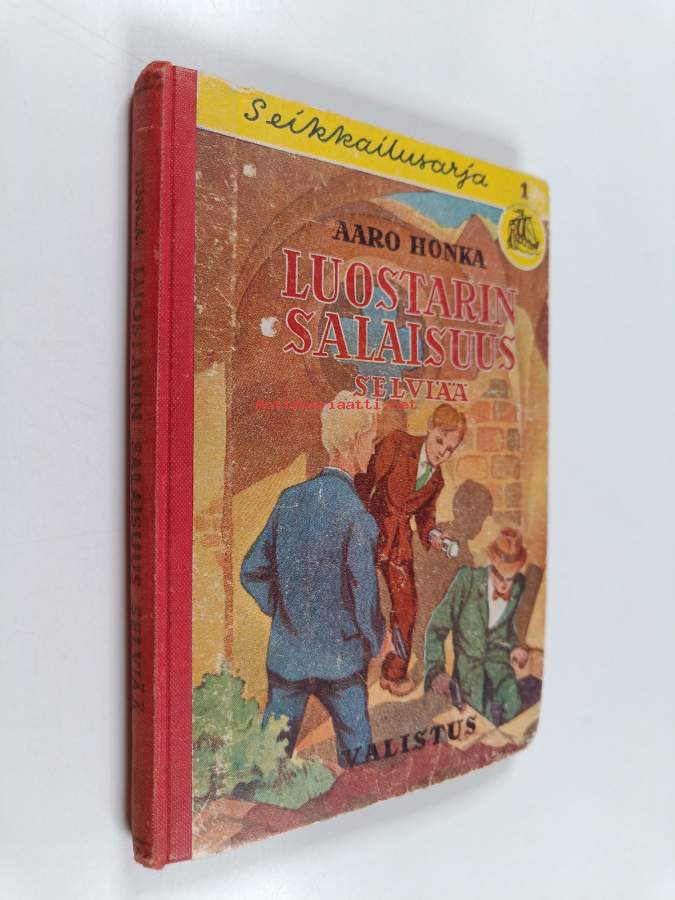 Seikkailusarja
1
AARO HONKA
LUOSTARIN
SALAISUUS
SELVIÄÄ
Antikvariaatti.net
VALISTUS
HONKA: LUOSTARIN SALAISUUS SELVIÄÄ